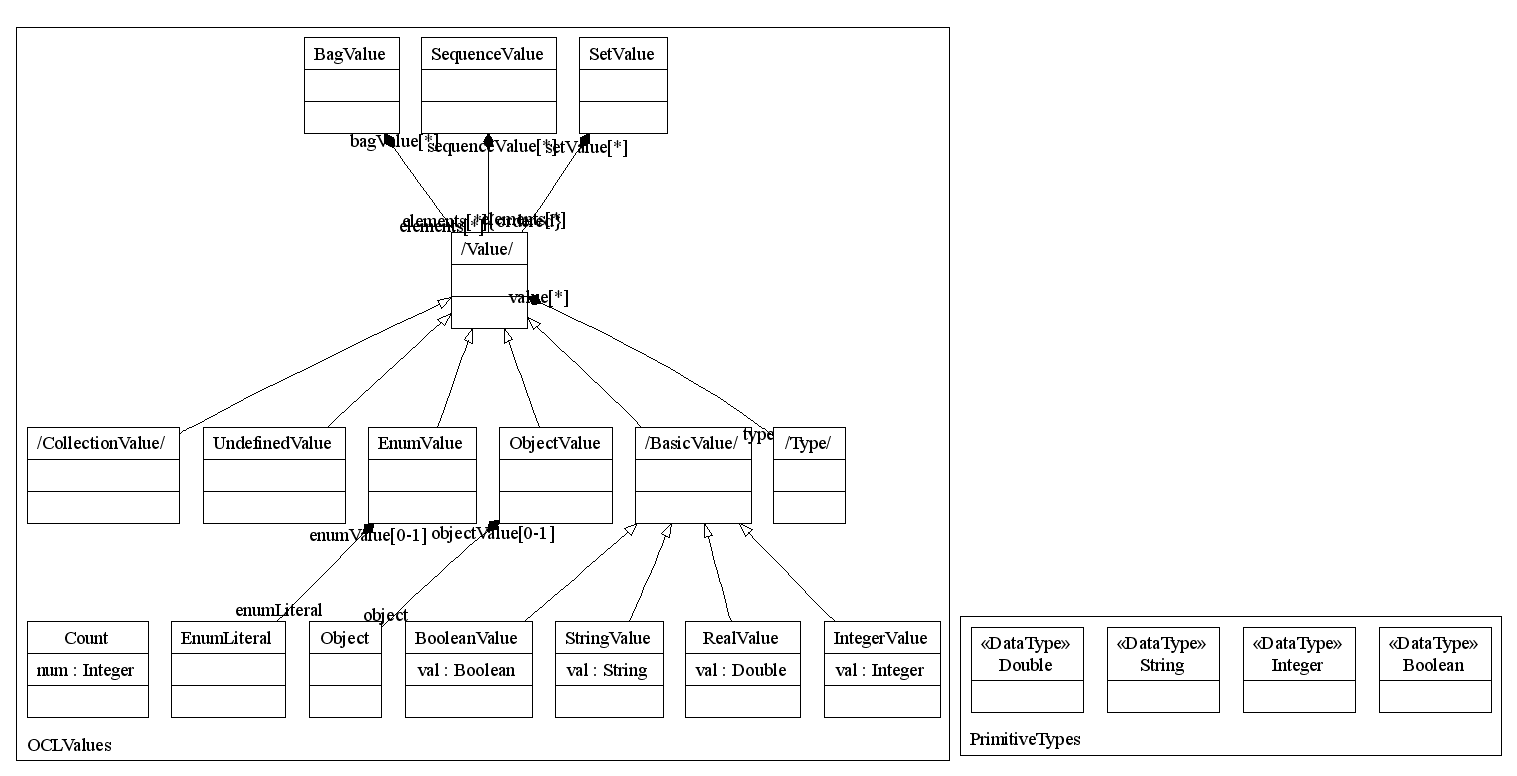 BagValue
SequenceValue
SetValue
bagValue[*]
sequenceValue[*]
setValue[*]
elements[*]
elements[*]{ordered}
elements[*]
/Value/
value[*]
/CollectionValue/
UndefinedValue
EnumValue
ObjectValue
/BasicValue/
type
/Type/
enumValue[0-1]
objectValue[0-1]
enumLiteral
object
Count
num : Integer
EnumLiteral
Object
BooleanValue
val : Boolean
StringValue
val : String
RealValue
val : Double
IntegerValue
val : Integer
OCLValues
«DataType»
Double
«DataType»
String
«DataType»
Integer
«DataType»
Boolean
PrimitiveTypes